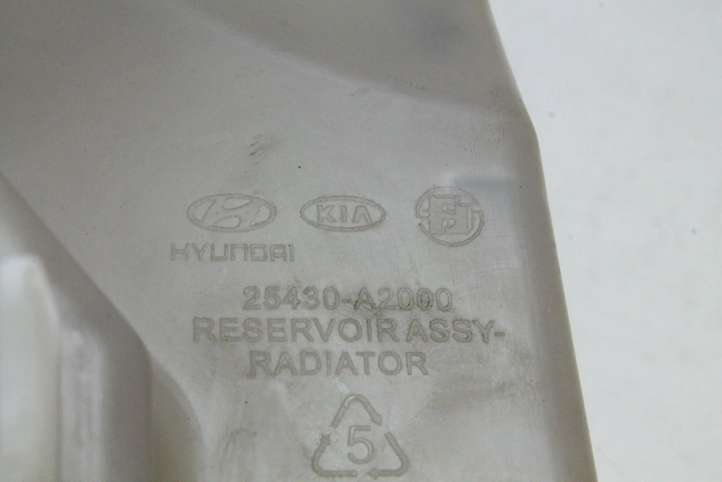 KIA
HYUNDAI
25430-A2000
RESERVOIR ASSY-
RADIATOR
5